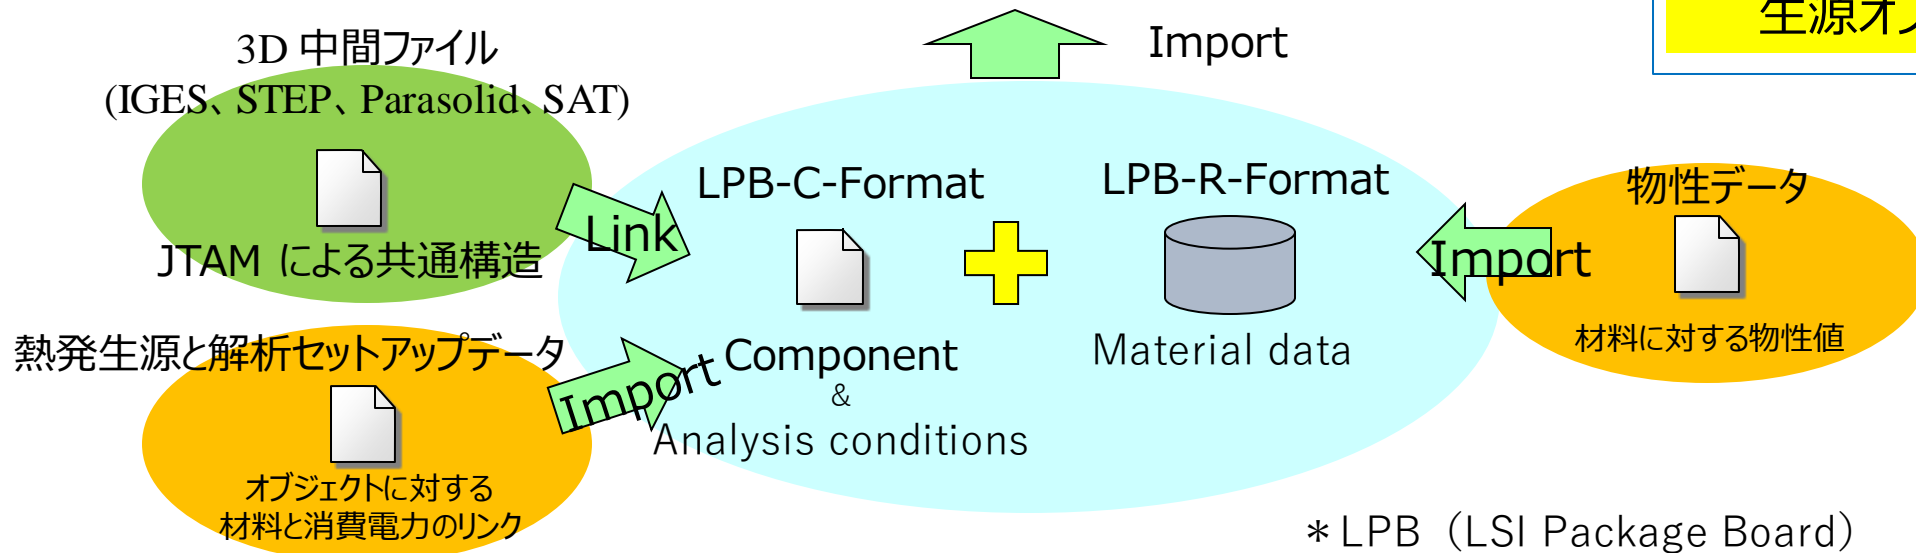 生源オ
Import
3D 中間ファイル
(IGES、STEP、Parasolid、SAT)
JTAM による共通構造
Link
LPB-C-Format
LPB-R-Format
物性データ
Import
材料に対する物性値
熱発生源と解析セットアップデータ
Import
Component
&
Analysis conditions
Material data
オブジェクトに対する
材料と消費電力のリンク
＊LPB（LSI Package Board）